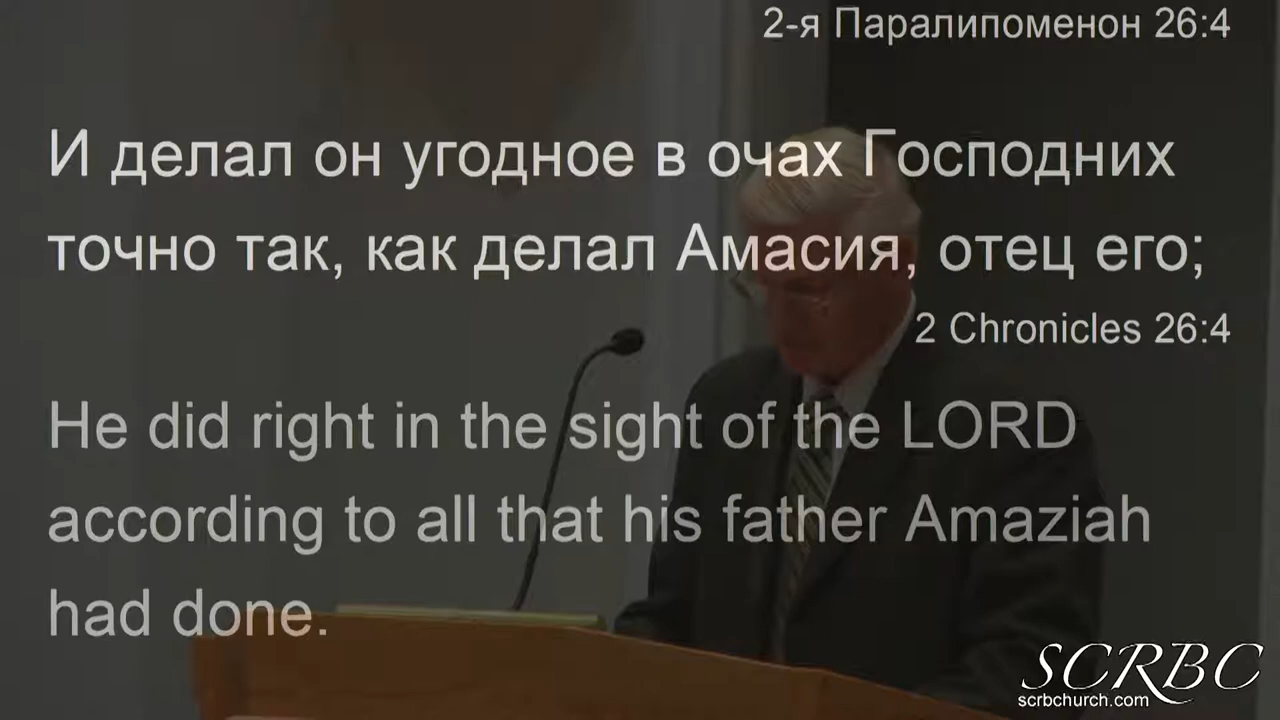 2-я Паралипоменон 26:4
И делал он угодное в очах Господних
точно так, как делал Амасия, отец его;
2 Chronicles 26:4
He did right in the sight of the LORD
according to all that his father Amaziah
had done.
SCRBC
scrbchurch.com